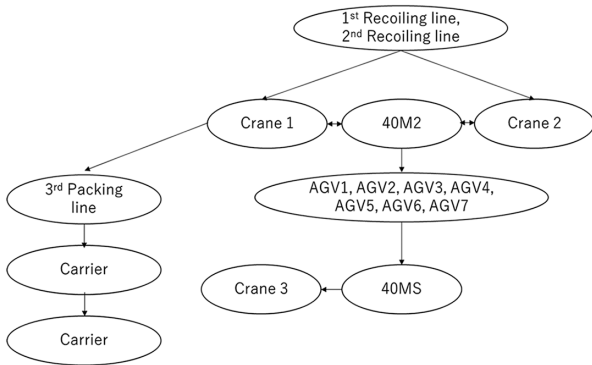 1st Recoiling line,
2nd Recoiling line
Crane 1
40M2
Crane 2
3rd Packing
line
AGV1, AGV2, AGV3, AGV4,
AGV5, AGV6, AGV7
Carrier
Crane 3
40MS
Carrier